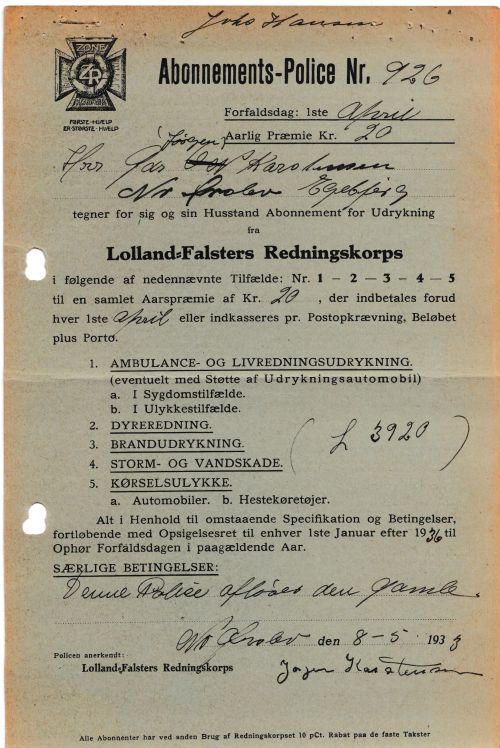 Hansen
ZONE
ZR
FØRSTE-HJÆLP
ER·STØRSTE·HJÆLP
Abonnements-Police Nr. 926
Forfaldsdag: 1ste April
Aarlig Præmie Kr. 20
(Jørgen)
Hr. Karstensen
Nr Ørslev Egebjerg
tegner for sig og sin Husstand Abonnement for Udrykning
fra
Lolland-Falsters Redningskorps
i følgende af nedennævnte Tilfælde: Nr. 1 – 2 – 3 – 4 – 5
til en samlet Aarspræmie af Kr. 20, der indbetales forud
hver 1ste April eller indkasseres pr. Postopkrævning, Beløbet
plus Porto.
1. AMBULANCE- OG LIVREDNINGSUDRYKNING.
(eventuelt med Støtte af Udrykningsautomobil)
a. I Sygdomstilfælde.
b. I Ulykkestilfælde.
2. DYREREDNING.
3. BRANDUDRYKNING.
4. STORM- OG VANDSKADE.
5. KØRSELSULYKKE.
a. Automobiler. b. Hestekøretøjer.
(L 3920)
Alt i Henhold til omstaaende Specifikation og Betingelser,
fortløbende med Opsigelsesret til enhver 1ste Januar efter 1936 til
Ophør Forfaldsdagen i paagældende Aar.
SÆRLIGE BETINGELSER:
Denne Police afløser den gamle.
Nr Ørslev den 8-5 1933
Policen anerkendt:
Lolland-Falsters Redningskorps
Jørgen Karstensen
Alle Abonnenter har ved anden Brug af Redningskorpset 10 pCt. Rabat paa de faste Takster